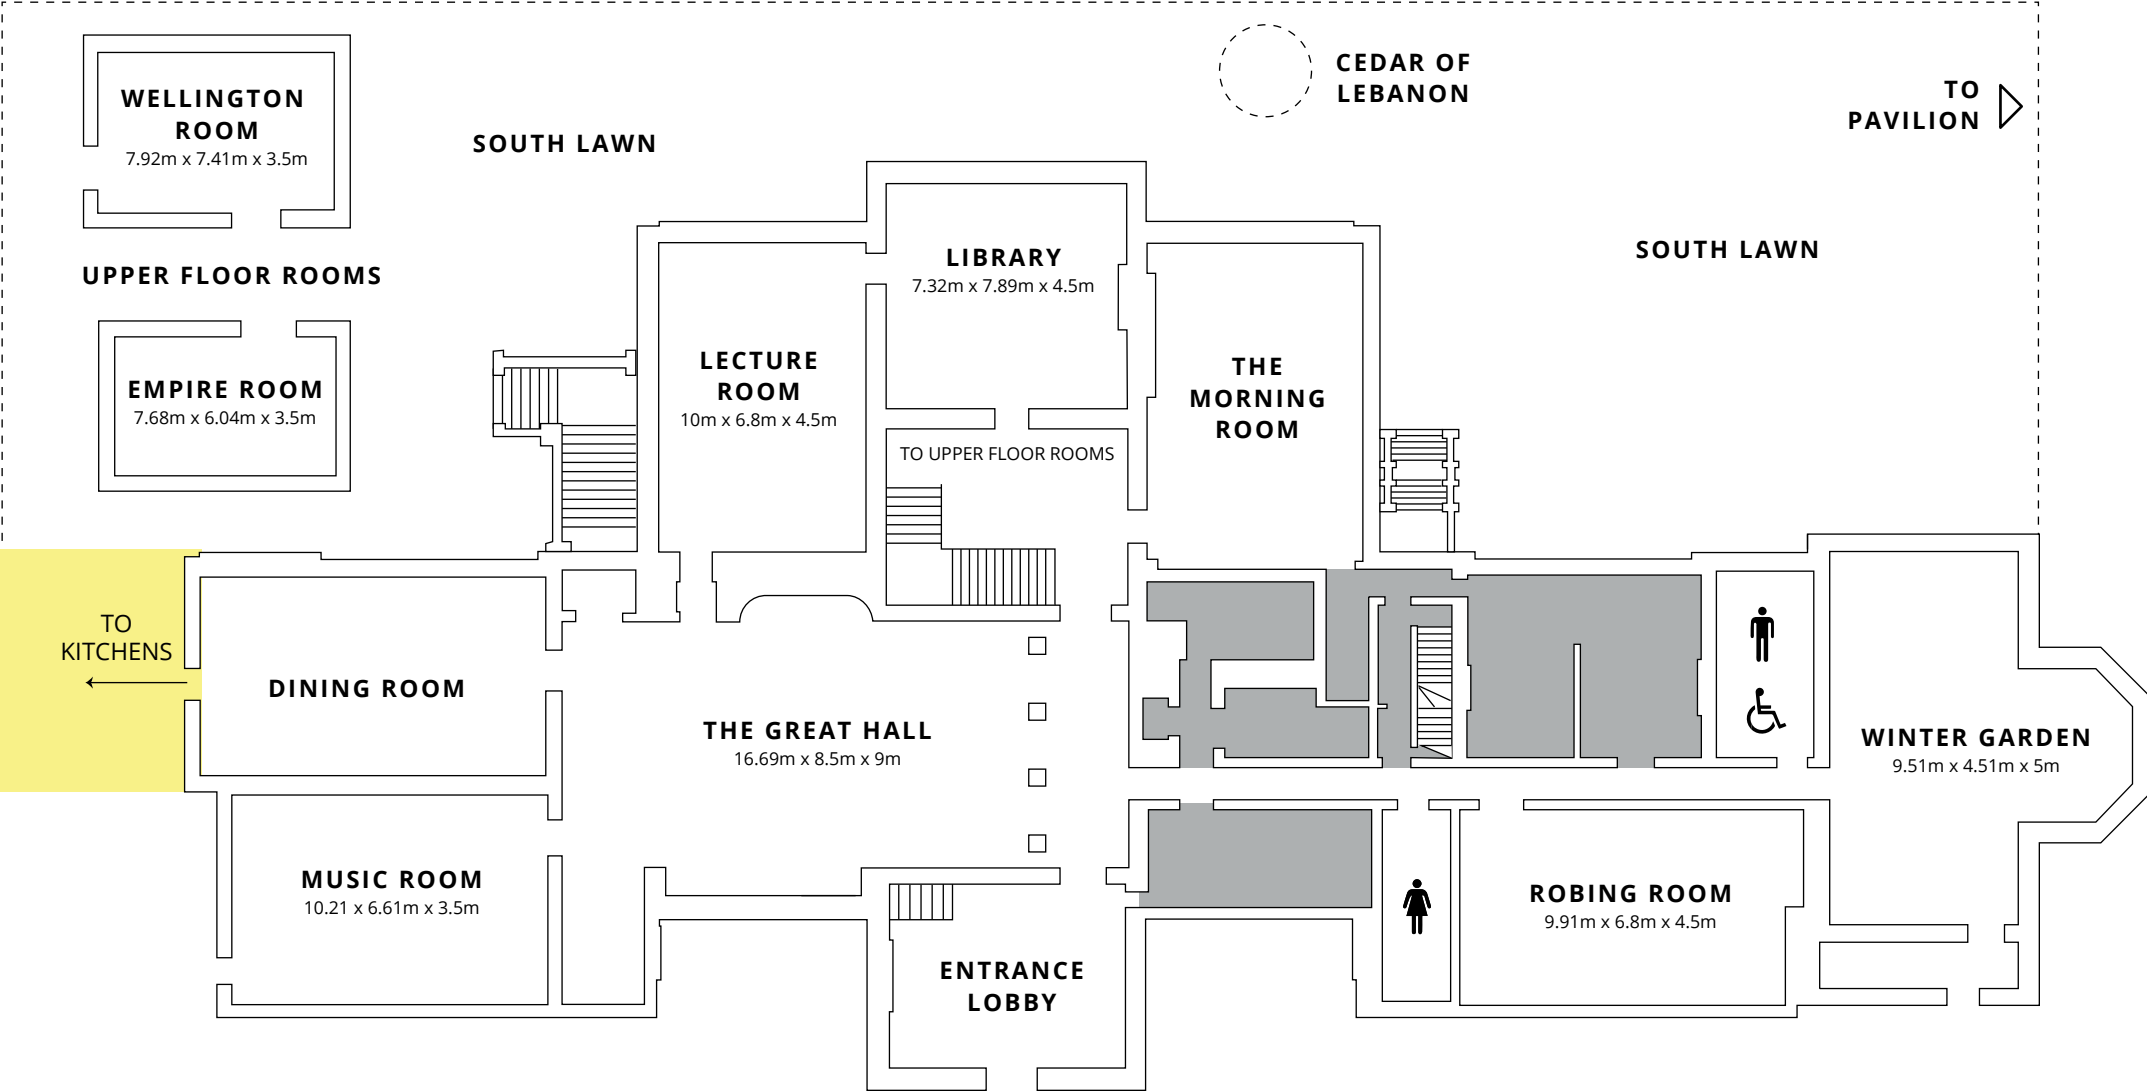 WELLINGTON
ROOM
7.92m x 7.41m x 3.5m
UPPER FLOOR ROOMS
EMPIRE ROOM
7.68m x 6.04m x 3.5m
SOUTH LAWN
CEDAR OF
LEBANON
TO
PAVILION
SOUTH LAWN
LIBRARY
7.32m x 7.89m x 4.5m
LECTURE
ROOM
10m x 6.8m x 4.5m
THE
MORNING
ROOM
TO UPPER FLOOR ROOMS
TO
KITCHENS
DINING ROOM
THE GREAT HALL
16.69m x 8.5m x 9m
WINTER GARDEN
9.51m x 4.51m x 5m
MUSIC ROOM
10.21 x 6.61m x 3.5m
ROBING ROOM
9.91m x 6.8m x 4.5m
ENTRANCE
LOBBY